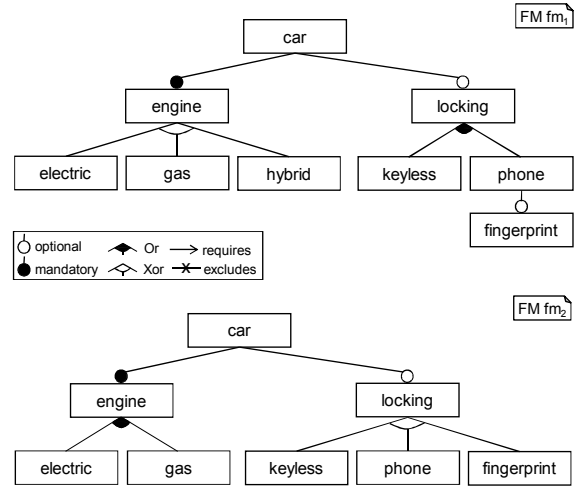 FM fm₁
car
engine locking
electric gas hybrid keyless phone
fingerprint
optional Or requires
mandatory Xor excludes
FM fm₂
car
engine locking
electric gas keyless phone fingerprint